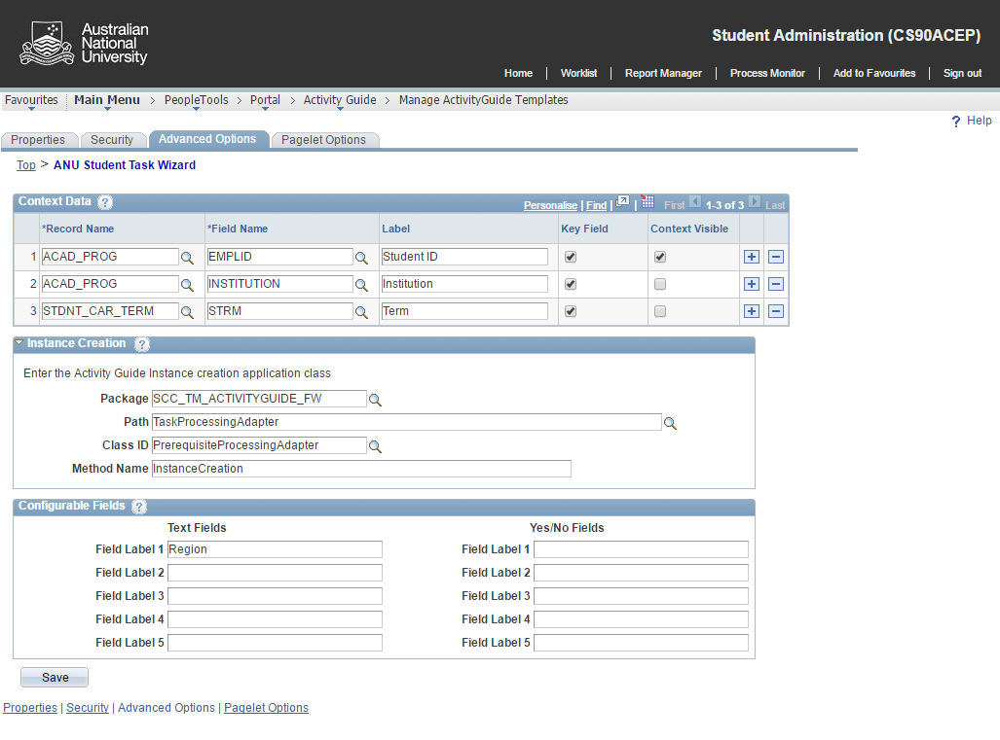 Australian
National
University
Student Administration (CS90ACEP)
Home | Worklist | Report Manager | Process Monitor | Add to Favourites | Sign out
Favourites Main Menu > PeopleTools > Portal > Activity Guide > Manage ActivityGuide Templates
? Help
Properties Security Advanced Options Pagelet Options
Top > ANU Student Task Wizard
Context Data ? Personalise | Find | | First 1-3 of 3 Last
*Record Name *Field Name Label Key Field Context Visible
1 ACAD_PROG EMPLID Student ID + -
2 ACAD_PROG INSTITUTION Institution + -
3 STDNT_CAR_TERM STRM Term + -
Instance Creation ?
Enter the Activity Guide Instance creation application class
Package SCC_TM_ACTIVITYGUIDE_FW
Path TaskProcessingAdapter
Class ID PrerequisiteProcessingAdapter
Method Name InstanceCreation
Configurable Fields ?
Text Fields Yes/No Fields
Field Label 1 Region Field Label 1
Field Label 2 Field Label 2
Field Label 3 Field Label 3
Field Label 4 Field Label 4
Field Label 5 Field Label 5
Save
Properties | Security | Advanced Options | Pagelet Options